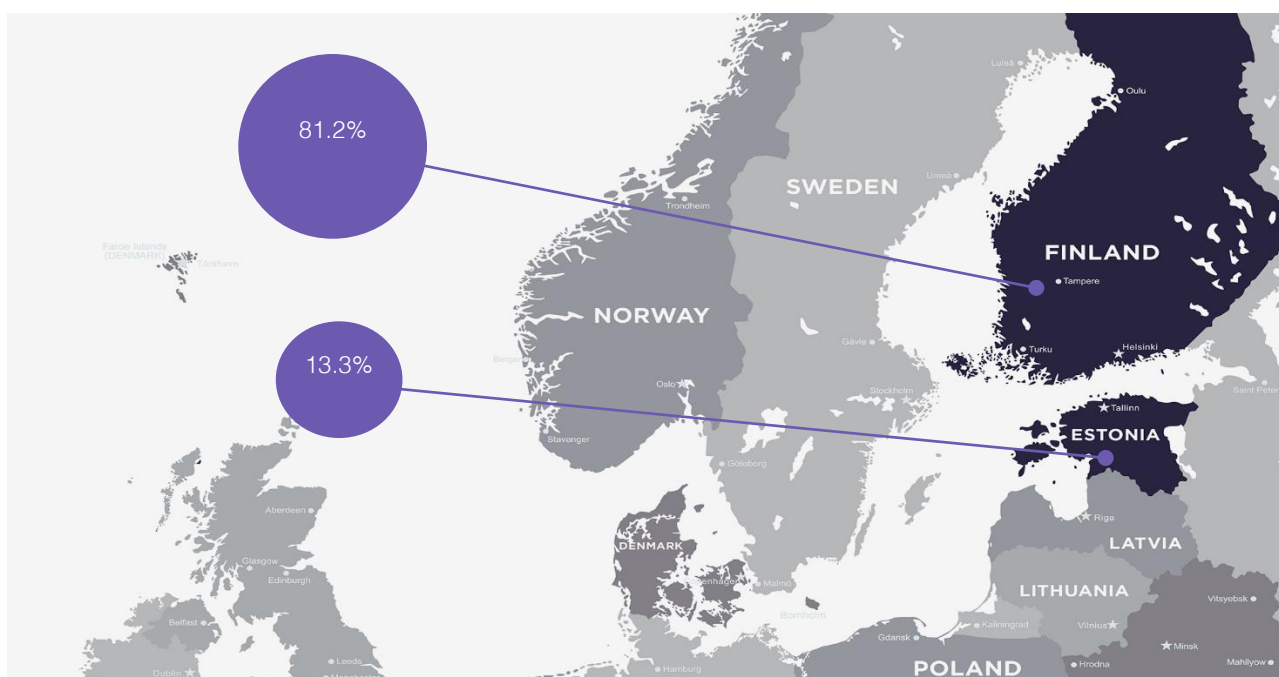 81.2%
Luleå
Oulu
Umeå
SWEDEN
Trondheim
Faroe Islands
(DENMARK)
Tórshavn
FINLAND
Tampere
NORWAY
Gävle
Turku
Helsinki
13.3%
Bergen
Oslo
Stockholm
Saint Peter
Tallinn
ESTONIA
Stavanger
Göteborg
Aberdeen
Riga
LATVIA
DENMARK
Glasgow
Edinburgh
Malmö
LITHUANIA
Vitsyebsk
Bornholm
Belfast
Kaliningrad
Vilnius
Gdansk
Minsk
Dublin
Leeds
Hamburg
POLAND
Hrodna
Mahilyow